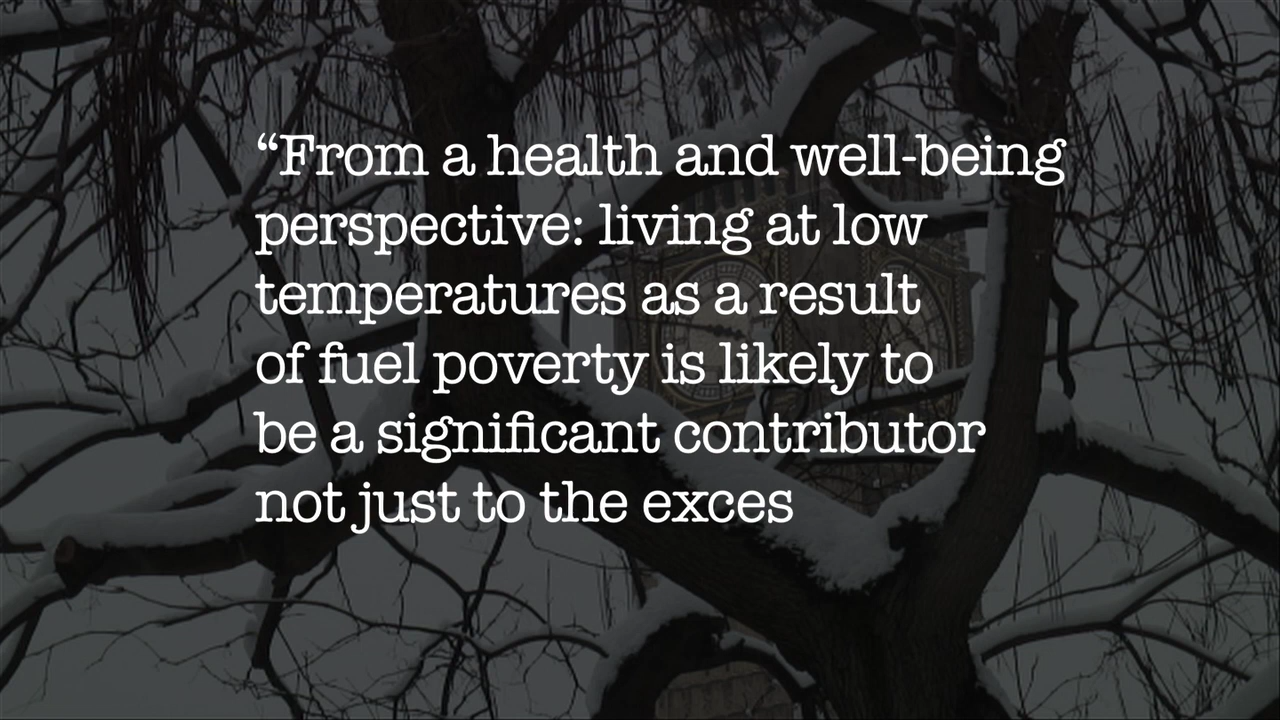 “From a health and well-being
perspective: living at low
temperatures as a result
of fuel poverty is likely to
be a significant contributor
not just to the exces